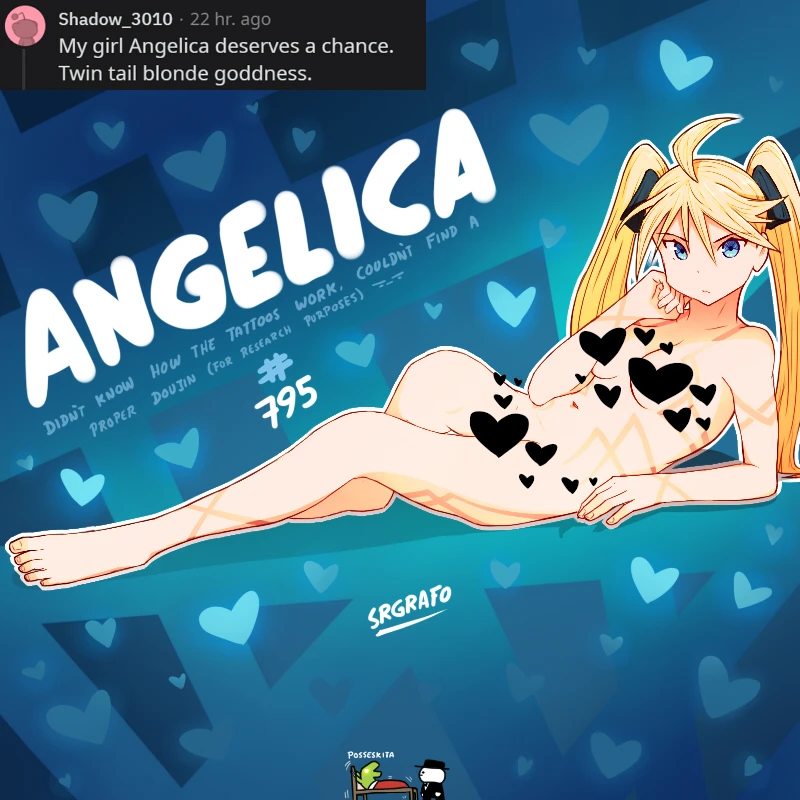 Shadow_3010 · 22 hr. ago
My girl Angelica deserves a chance.
Twin tail blonde goddess.
ANGELICA
DIDN'T KNOW HOW THE TATTOOS WORK, COULDN'T FIND A
PROPER DOUJIN (FOR RESEARCH PURPOSES) -_-
#
795
SRGRAFO
POSSESKITA